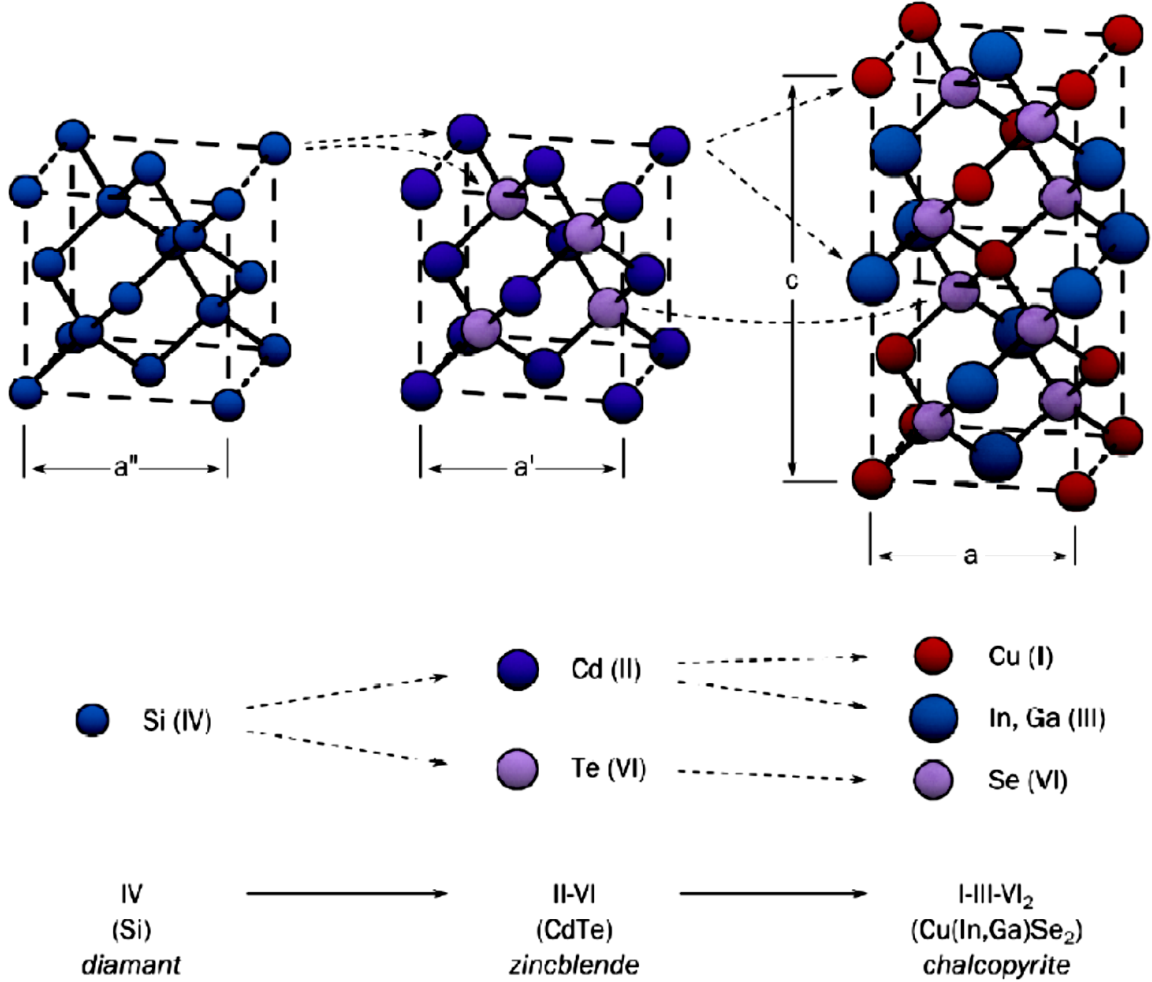 c
a"
a'
a
Si (IV)
Cd (II)
Te (VI)
Cu (I)
In, Ga (III)
Se (VI)
IV
(Si)
diamant
II-VI
(CdTe)
zincblende
I-III-VI₂
(Cu(In,Ga)Se₂)
chalcopyrite